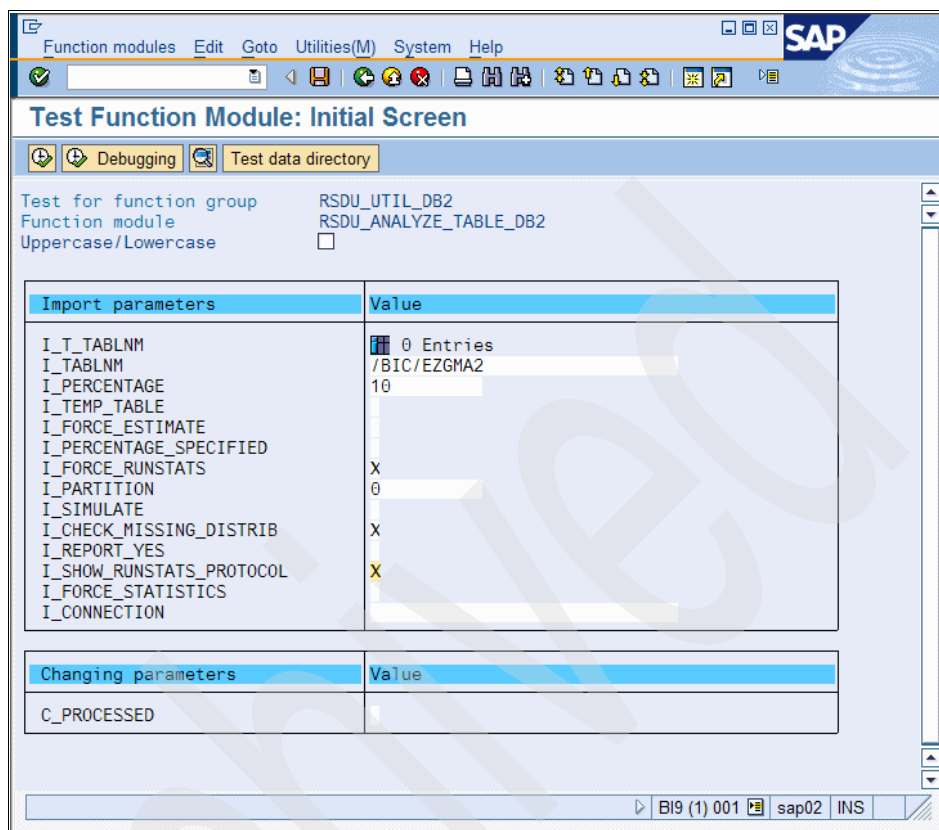 Function modules Edit Goto Utilities(M) System Help
SAP
Test Function Module: Initial Screen
Debugging Test data directory
Test for function group RSDU_UTIL_DB2
Function module RSDU_ANALYZE_TABLE_DB2
Uppercase/Lowercase
Import parameters Value
I_T_TABLNM 0 Entries
I_TABLNM /BIC/EZGMA2
I_PERCENTAGE 10
I_TEMP_TABLE
I_FORCE_ESTIMATE
I_PERCENTAGE_SPECIFIED
I_FORCE_RUNSTATS X
I_PARTITION 0
I_SIMULATE
I_CHECK_MISSING_DISTRIB X
I_REPORT_YES
I_SHOW_RUNSTATS_PROTOCOL X
I_FORCE_STATISTICS
I_CONNECTION
Changing parameters Value
C_PROCESSED
BI9 (1) 001 sap02 INS